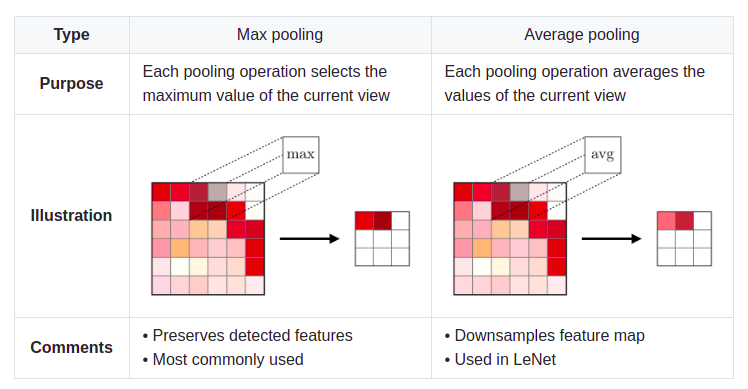 Type Max pooling Average pooling
Purpose
Each pooling operation selects the
maximum value of the current view
Each pooling operation averages the
values of the current view
Illustration
max
avg
Comments
• Preserves detected features
• Most commonly used
• Downsamples feature map
• Used in LeNet